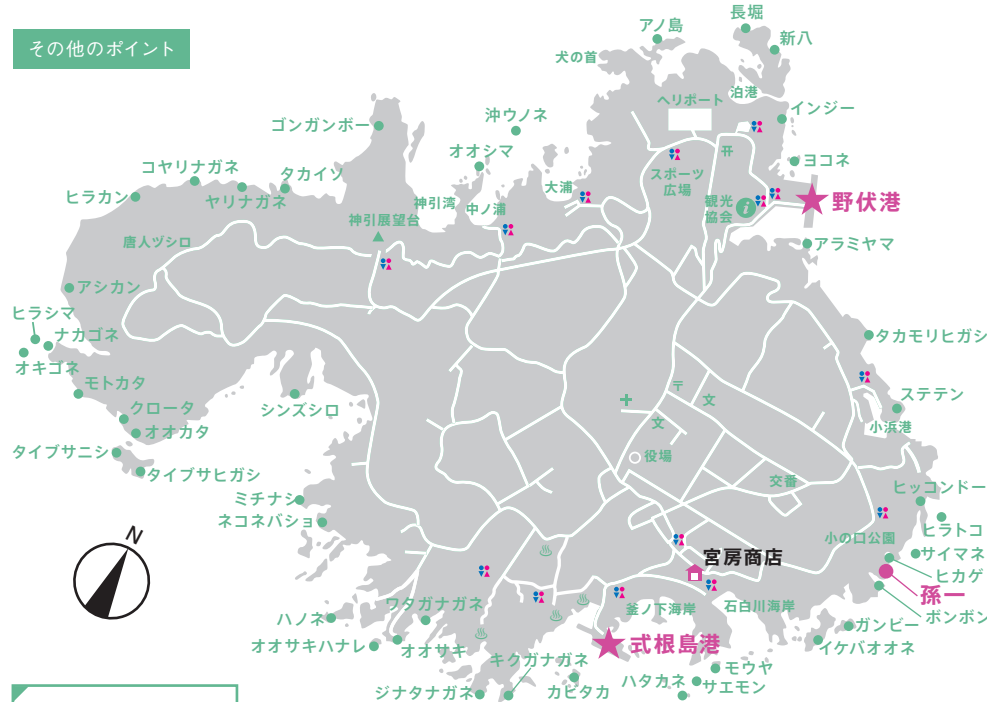 その他のポイント
長堀
アノ島
新八
犬の首
ヘリポート
泊港
インジー
ゴンガンボー
沖ウノネ
オオシマ
ヨコネ
コヤリナガネ
タカイソ
スポーツ
広場
大浦
ヒラカン
ヤリナガネ
神引湾
中ノ浦
観光
協会
i
野伏港
神引展望台
唐人ヅシロ
アラミヤマ
アシカン
ヒラシマ
ナカゴネ
タカモリヒガシ
オキゴネ
モトカタ
〒
文
ステテン
クロータ
シンズシロ
文
小浜港
オオカタ
タイブサニシ
役場
タイブサヒガシ
交番
ヒッコンドー
ミチナシ
ネコネバショ
ヒラトコ
N
小の口公園
サイマネ
宮房商店
ヒカゲ
孫一
ワタガナガネ
釜ノ下海岸
石白川海岸
ボンボン
ハノネ
ガンビー
オオサキハナレ
オオサキ
式根島港
イケバオオネ
キクガナガネ
モウヤ
ジナタナガネ
カビタカ
ハタカネ
サエモン